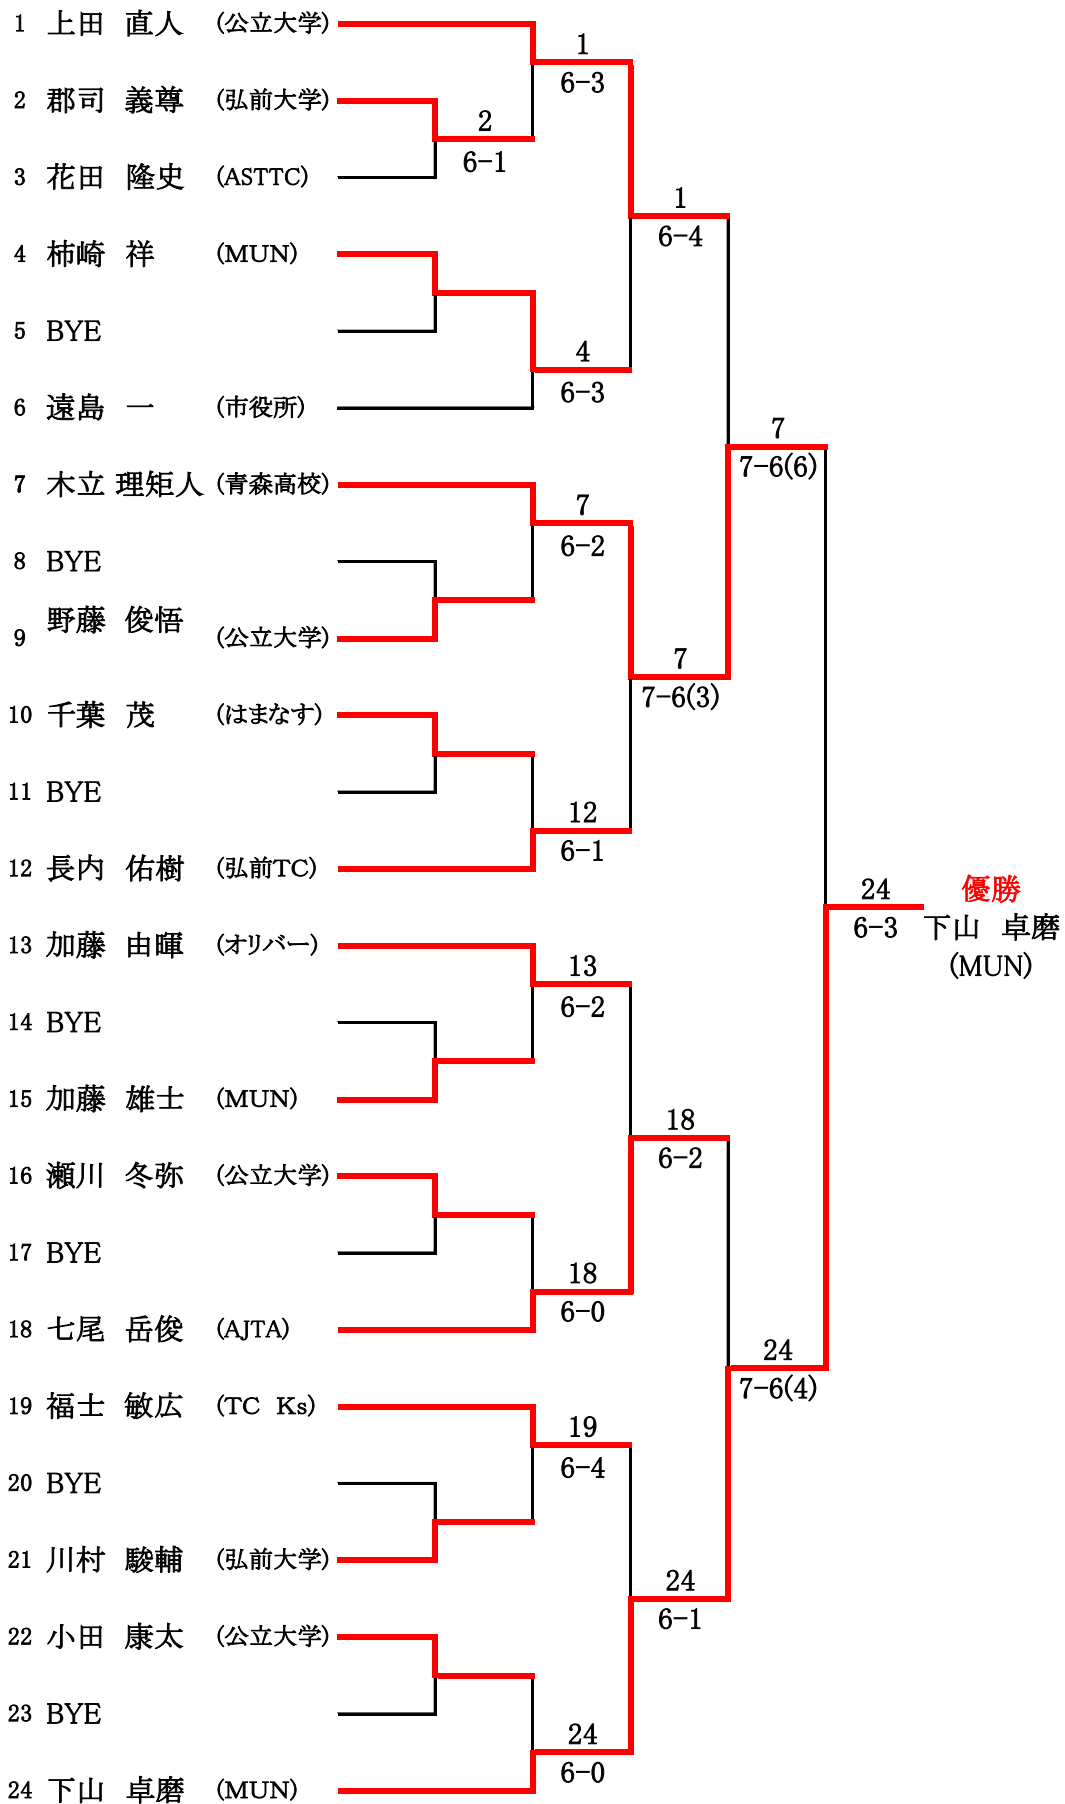 1 上田 直人 (公立大学)
1
6-3
2 郡司 義尊 (弘前大学)
2
6-1
3 花田 隆史 (ASTTC)
1
6-4
4 柿崎 祥 (MUN)
5 BYE
4
6-3
6 遠島 一 (市役所)
7
7-6(6)
7 木立 理矩人 (青森高校)
7
6-2
8 BYE
9 野藤 俊悟 (公立大学)
7
7-6(3)
10 千葉 茂 (はまなす)
11 BYE
12
6-1
12 長内 佑樹 (弘前TC)
24
6-3
優勝
下山 卓磨
(MUN)
13 加藤 由暉 (オリバー)
13
6-2
14 BYE
15 加藤 雄士 (MUN)
18
6-2
16 瀬川 冬弥 (公立大学)
17 BYE
18
6-0
18 七尾 岳俊 (AJTA)
24
7-6(4)
19 福士 敏広 (TC Ks)
19
6-4
20 BYE
21 川村 駿輔 (弘前大学)
24
6-1
22 小田 康太 (公立大学)
23 BYE
24
6-0
24 下山 卓磨 (MUN)